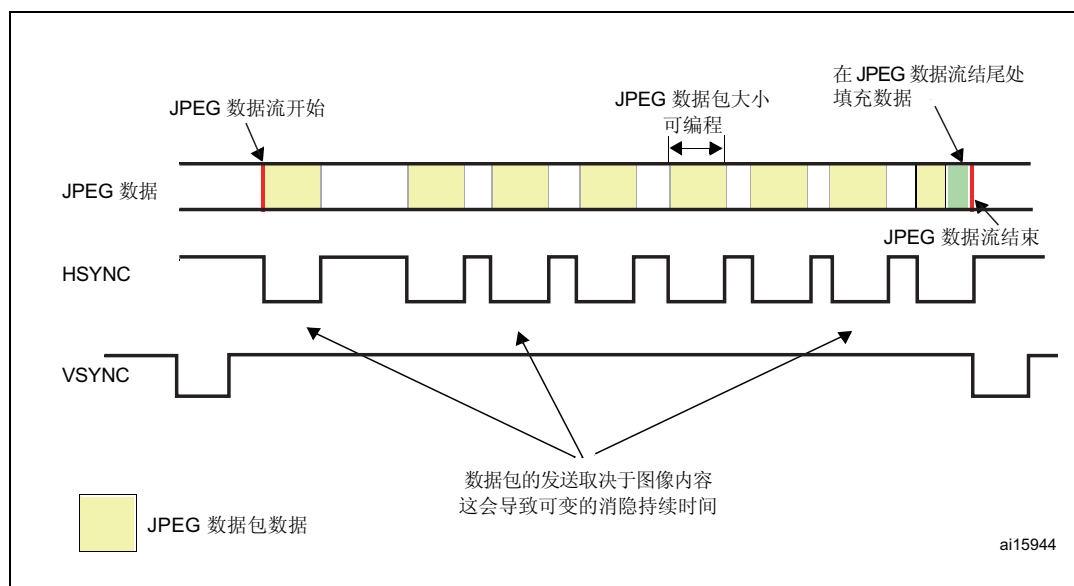 在 JPEG 数据流结尾处
填充数据
JPEG 数据包大小
可编程
JPEG 数据流开始
JPEG 数据
JPEG 数据流结束
HSYNC
VSYNC
数据包的发送取决于图像内容
这会导致可变的消隐持续时间
JPEG 数据包数据
ai15944